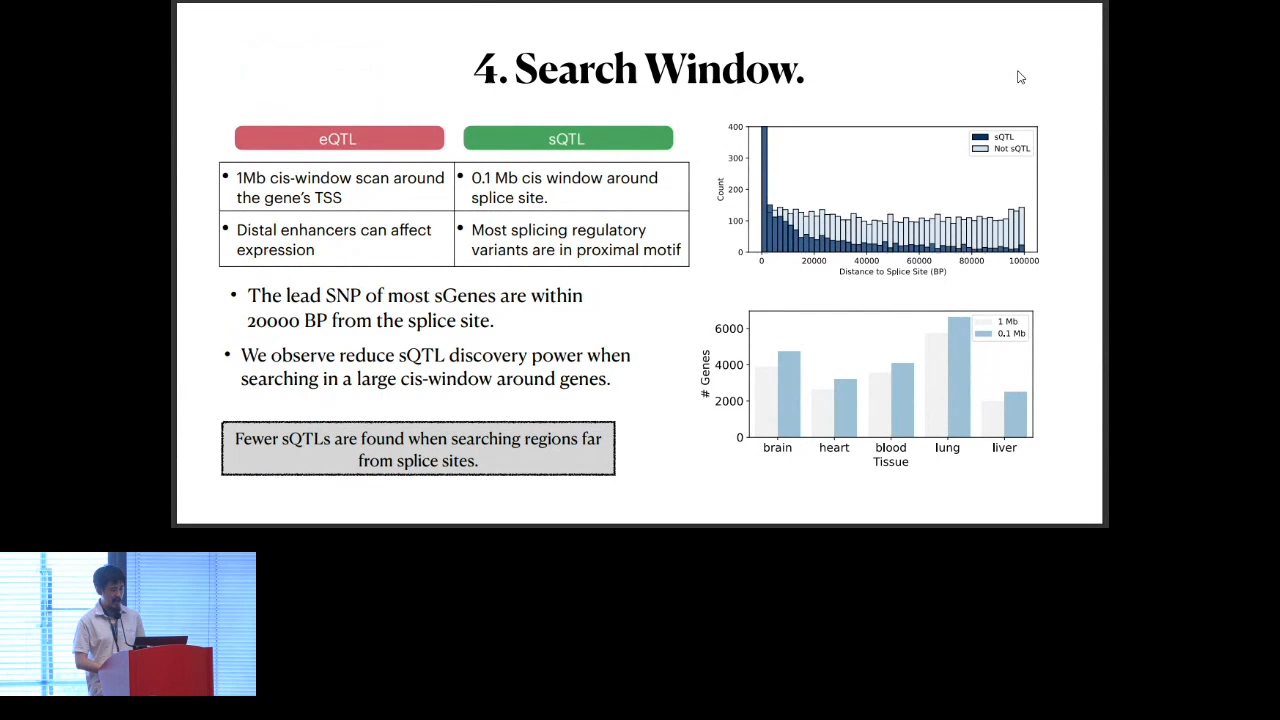 4. Search Window.
eQTL
sQTL
• 1Mb cis-window scan around
the gene's TSS
• 0.1 Mb cis window around
splice site.
• Distal enhancers can affect
expression
• Most splicing regulatory
variants are in proximal motif
• The lead SNP of most sGenes are within
20000 BP from the splice site.
• We observe reduce sQTL discovery power when
searching in a large cis-window around genes.
Fewer sQTLs are found when searching regions far
from splice sites.
400
300
200
100
0
Count
sQTL
Not sQTL
0 20000 40000 60000 80000 100000
Distance to Splice Site (BP)
6000
4000
2000
0
# Genes
1 Mb
0.1 Mb
brain heart blood lung liver
Tissue